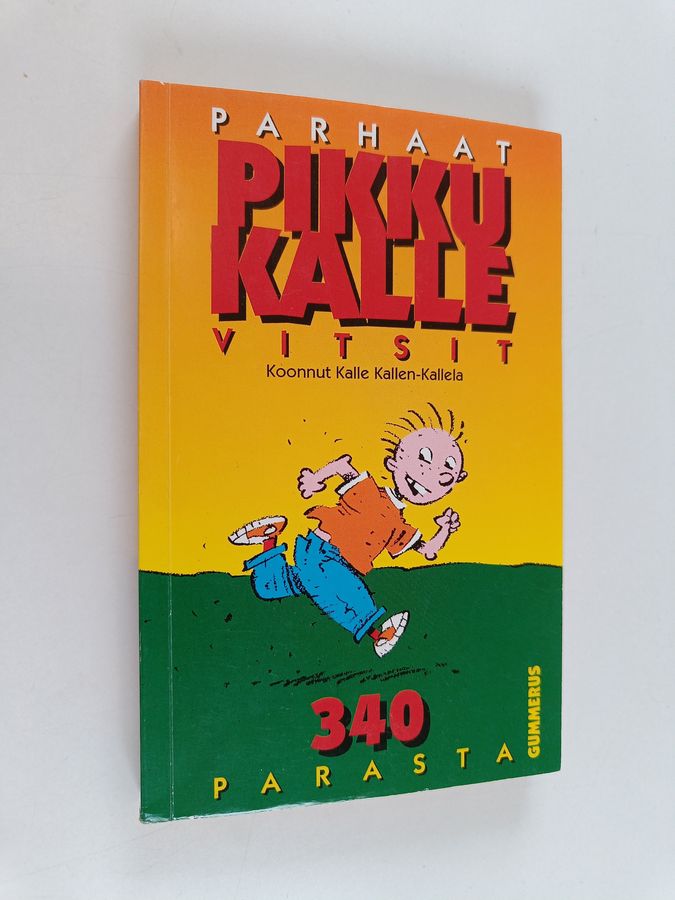 PARHAAT
PIKKU
KALLE
VITSIT
Koonnut Kalle Kallen-Kallela
340
PARASTA
GUMMERUS